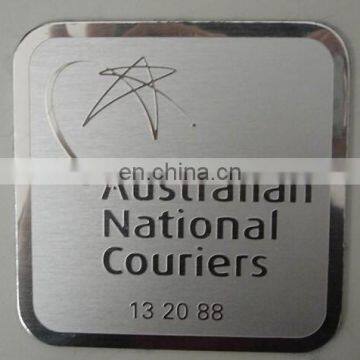 en.china.cn
Australian
National
Couriers
13 20 88